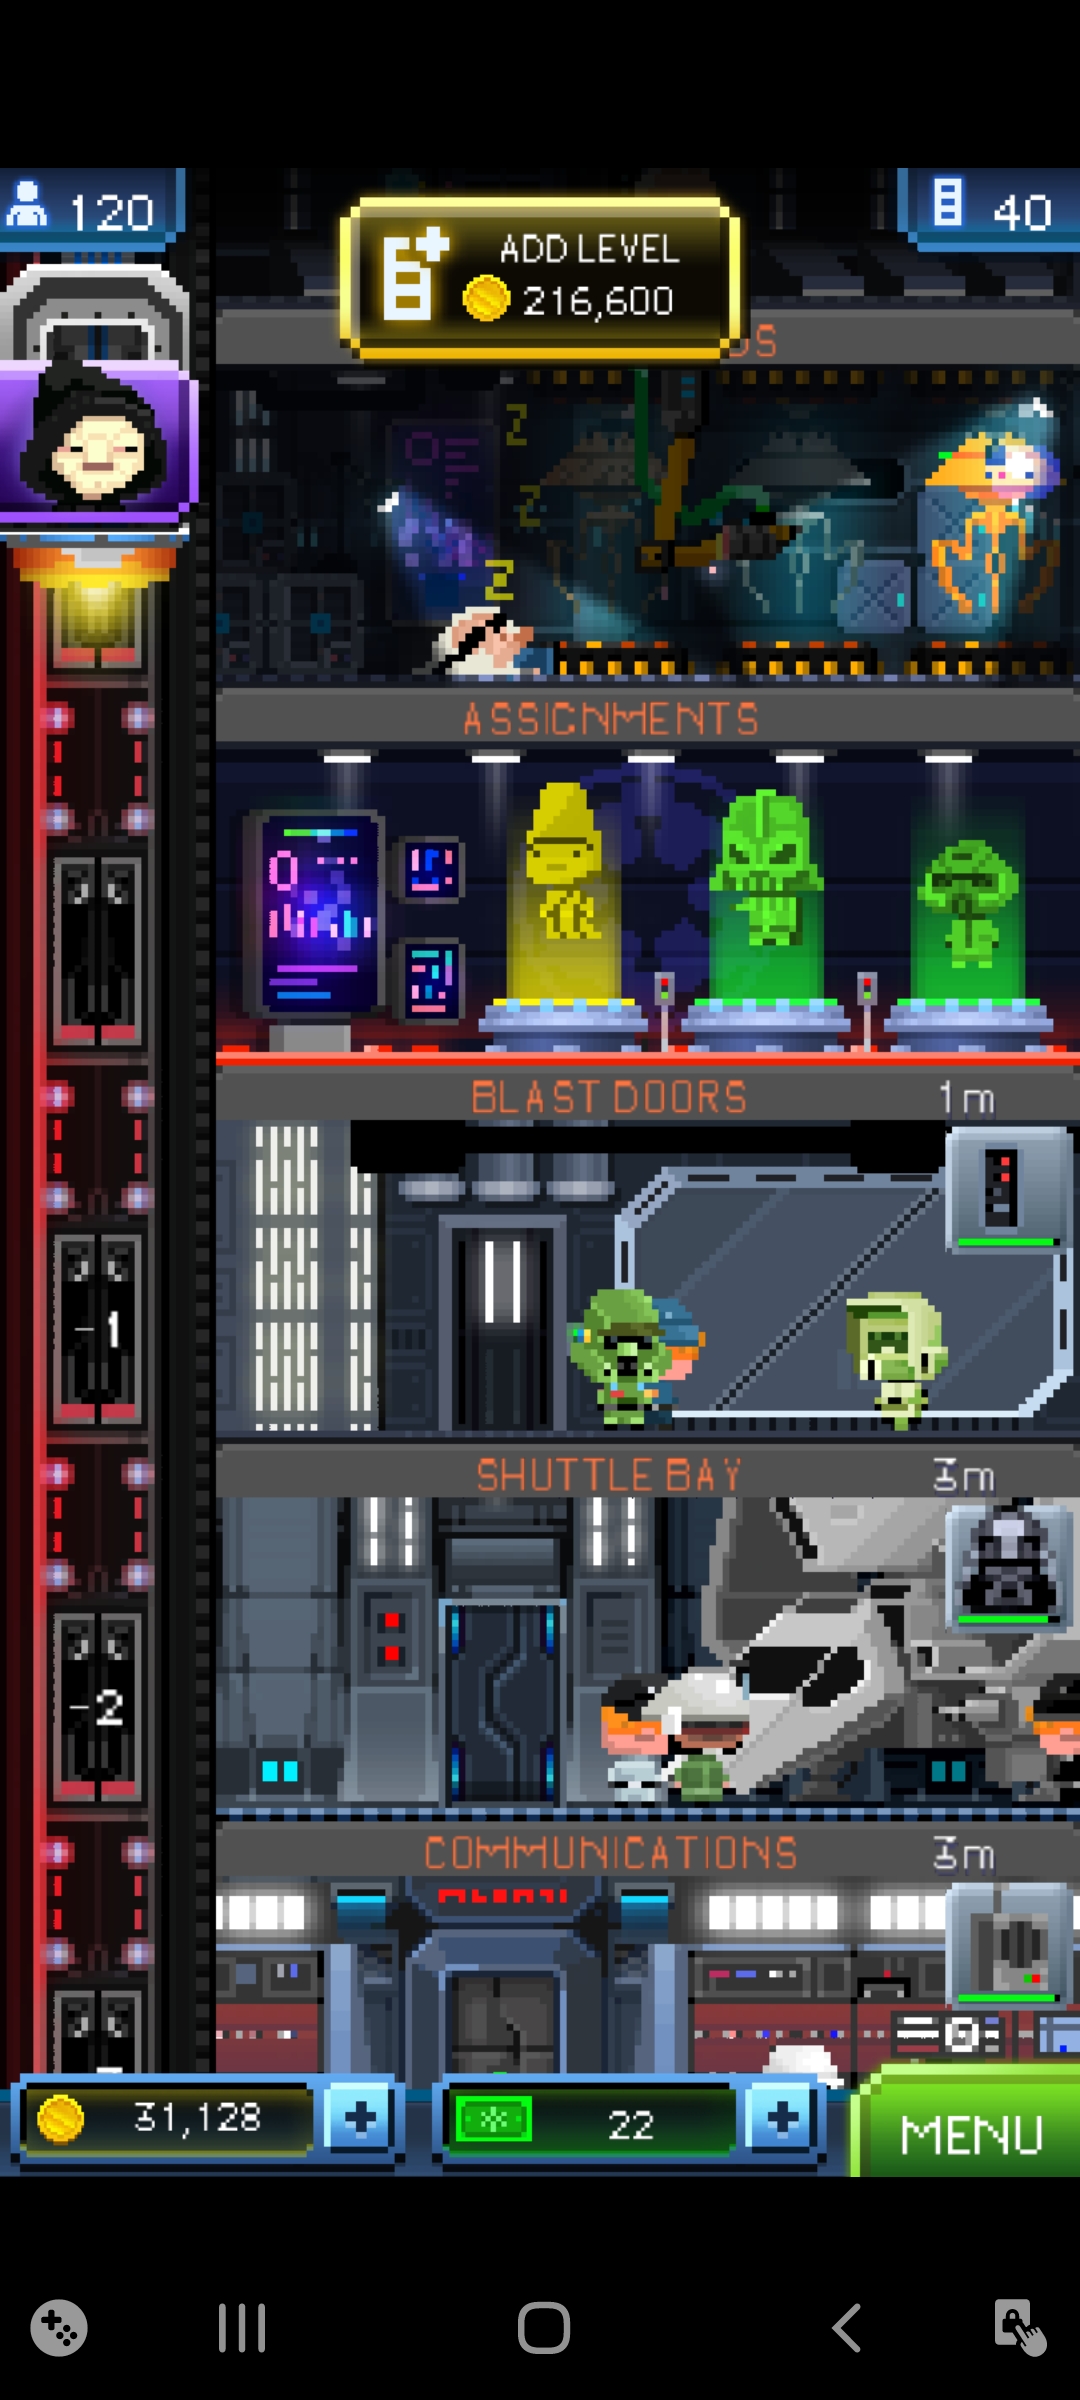 120
ADD LEVEL
216,600
40
DS
Z
Z
Z
ASSIGNMENTS
BLAST DOORS 1m
-1
SHUTTLE BAY 3m
-2
COMMUNICATIONS 3m
31,128
22
MENU